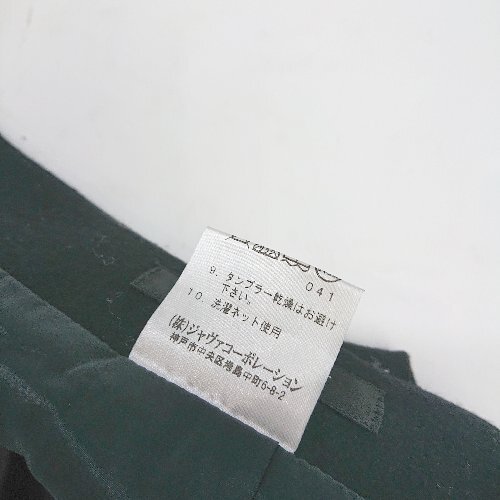 041
9. タンブラー乾燥はお避け
下さい。
10. 洗濯ネット使用
(株)ジャヴァコーポレーション
神戸市中央区港島中町6-8-2